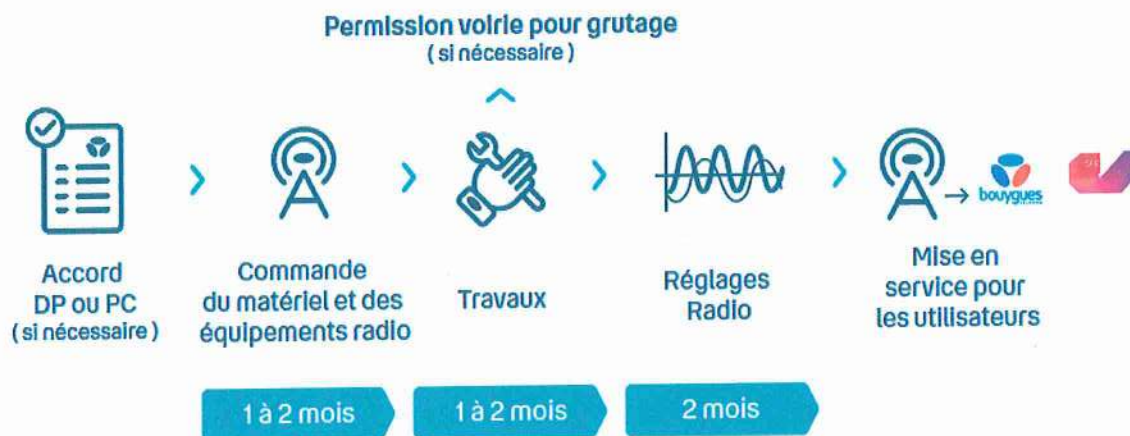 Permission voirie pour grutage
( si nécessaire )
Accord
DP ou PC
( si nécessaire )
Commande
du matériel et des
équipements radio
Travaux
Réglages
Radio
bouygues
Mise en
service pour
les utilisateurs
1 à 2 mois
1 à 2 mois
2 mois